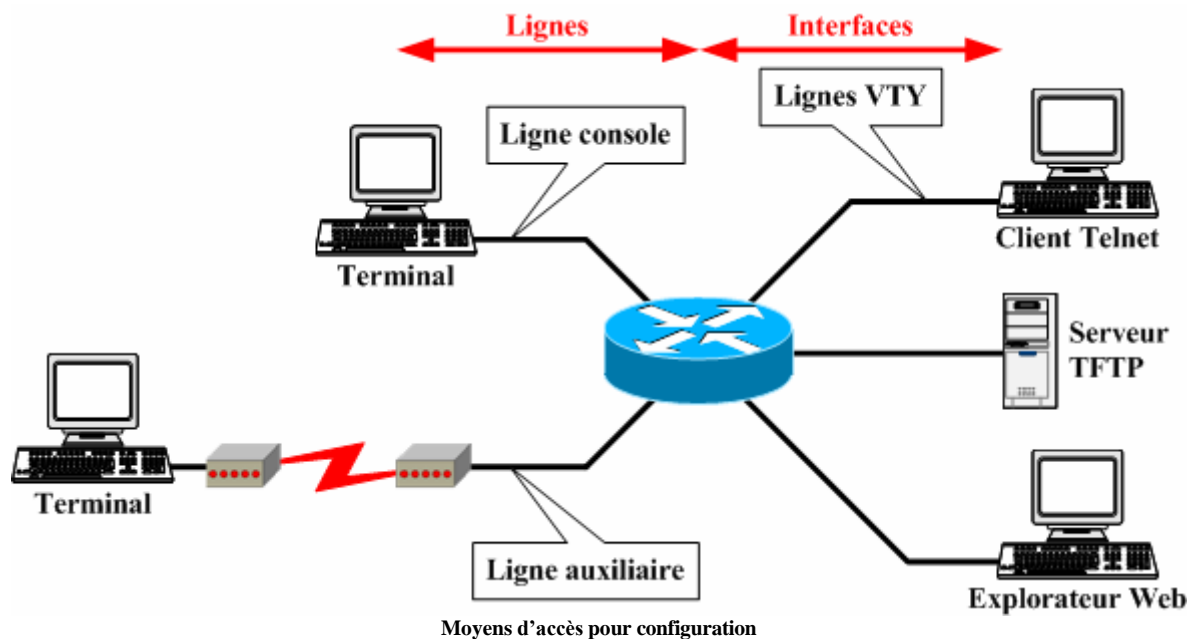 Lignes
Interfaces
Lignes VTY
Ligne console
Client Telnet
Terminal
Serveur
TFTP
Terminal
Ligne auxiliaire
Explorateur Web
Moyens d’accès pour configuration